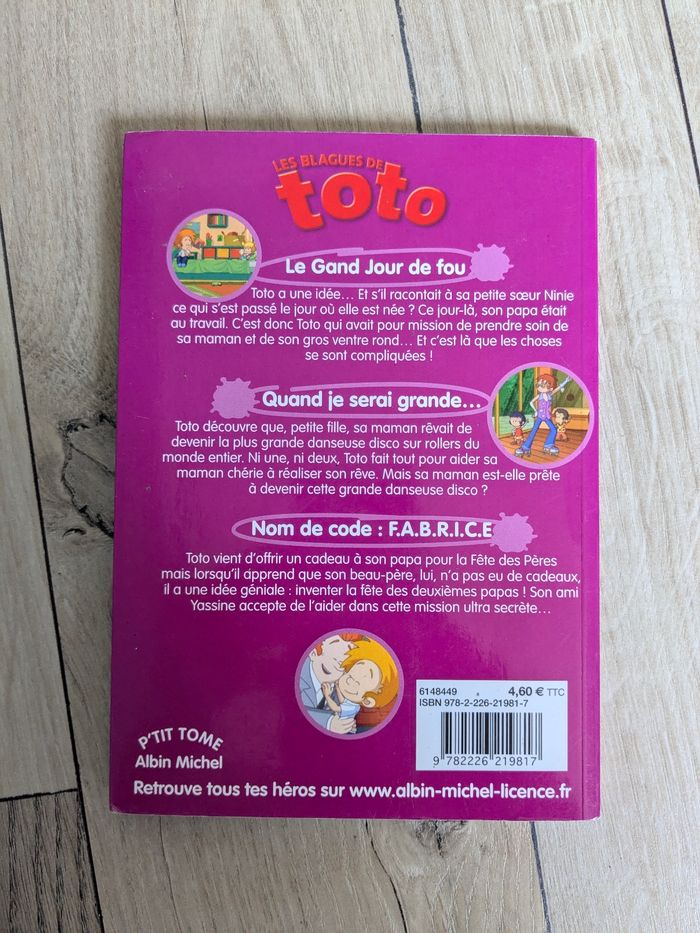 LES BLAGUES DE
toto
Le Gand Jour de fou
Toto a une idée... Et s'il racontait à sa petite sœur Ninie
ce qui s'est passé le jour où elle est née ? Ce jour-là, son papa était
au travail. C'est donc Toto qui avait pour mission de prendre soin de
sa maman et de son gros ventre rond... Et c'est là que les choses
se sont compliquées !
Quand je serai grande...
Toto découvre que, petite fille, sa maman rêvait de
devenir la plus grande danseuse disco sur rollers du
monde entier. Ni une, ni deux, Toto fait tout pour aider sa
maman chérie à réaliser son rêve. Mais sa maman est-elle prête
à devenir cette grande danseuse disco ?
Nom de code : F.A.B.R.I.C.E
Toto vient d'offrir un cadeau à son papa pour la Fête des Pères
mais lorsqu'il apprend que son beau-père, lui, n'a pas eu de cadeaux,
il a une idée géniale : inventer la fête des deuxièmes papas ! Son ami
Yassine accepte de l'aider dans cette mission ultra secrète...
6148449 a 4,60 € TTC
ISBN 978-2-226-21981-7
9 782226 219817
P'TIT TOME
Albin Michel
Retrouve tous tes héros sur www.albin-michel-licence.fr